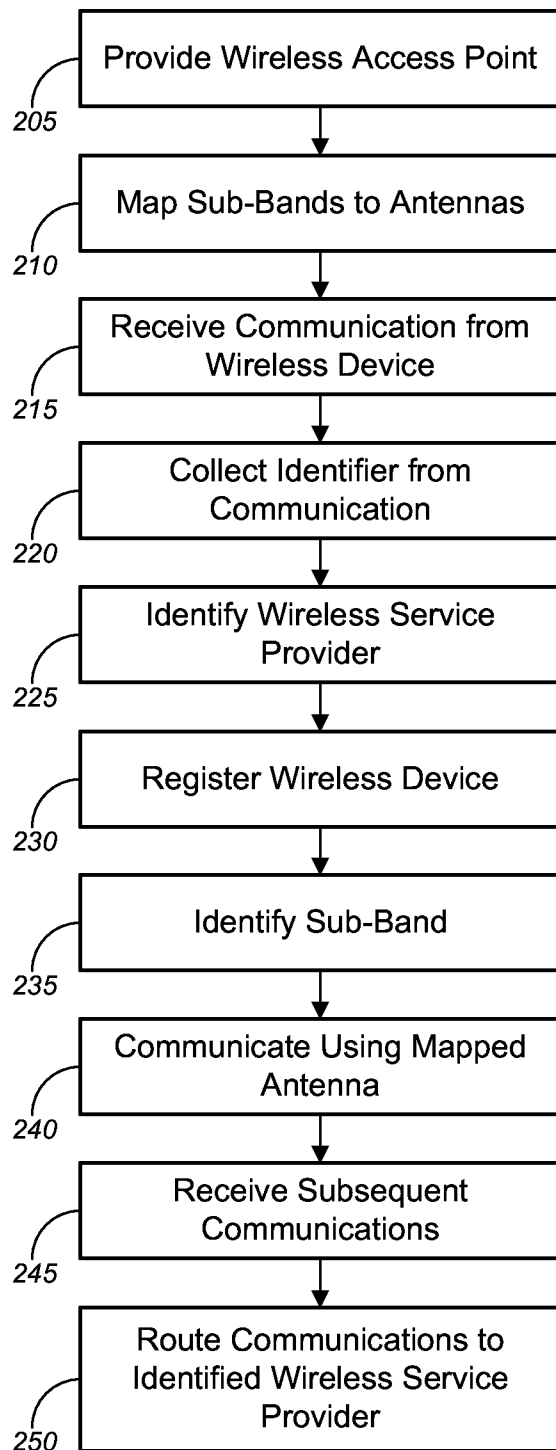 Provide Wireless Access Point
205
Map Sub-Bands to Antennas
210
Receive Communication from
Wireless Device
215
Collect Identifier from
Communication
220
Identify Wireless Service
Provider
225
Register Wireless Device
230
Identify Sub-Band
235
Communicate Using Mapped
Antenna
240
Receive Subsequent
Communications
245
Route Communications to
Identified Wireless Service
Provider
250